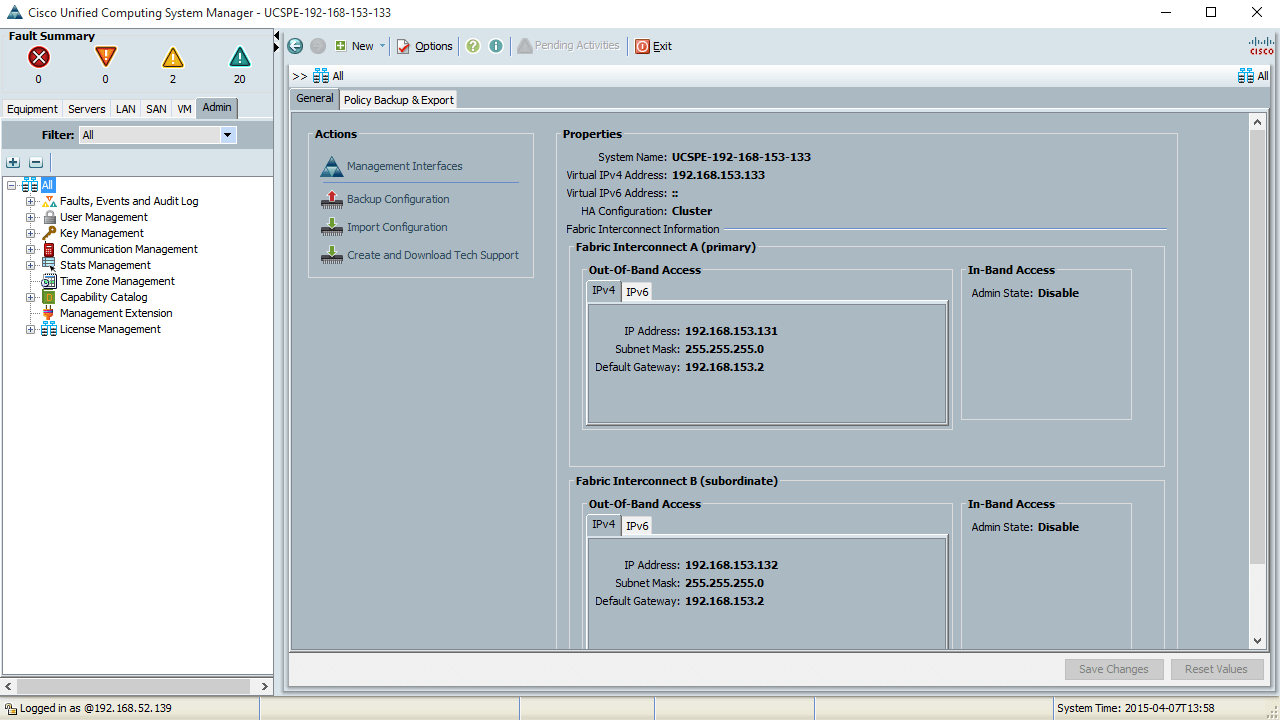 Cisco Unified Computing System Manager - UCSPE-192-168-153-133
Fault Summary
0 0 2 20
Equipment Servers LAN SAN VM Admin
Filter: All
All
Faults, Events and Audit Log
User Management
Key Management
Communication Management
Stats Management
Time Zone Management
Capability Catalog
Management Extension
License Management
New Options Pending Activities Exit
CISCO
>> All All
General Policy Backup & Export
Actions
Management Interfaces
Backup Configuration
Import Configuration
Create and Download Tech Support
Properties
System Name: UCSPE-192-168-153-133
Virtual IPv4 Address: 192.168.153.133
Virtual IPv6 Address: ::
HA Configuration: Cluster
Fabric Interconnect Information
Fabric Interconnect A (primary)
Out-Of-Band Access
IPv4 IPv6
IP Address: 192.168.153.131
Subnet Mask: 255.255.255.0
Default Gateway: 192.168.153.2
In-Band Access
Admin State: Disable
Fabric Interconnect B (subordinate)
Out-Of-Band Access
IPv4 IPv6
IP Address: 192.168.153.132
Subnet Mask: 255.255.255.0
Default Gateway: 192.168.153.2
In-Band Access
Admin State: Disable
Save Changes Reset Values
Logged in as @192.168.52.139
System Time: 2015-04-07T13:58